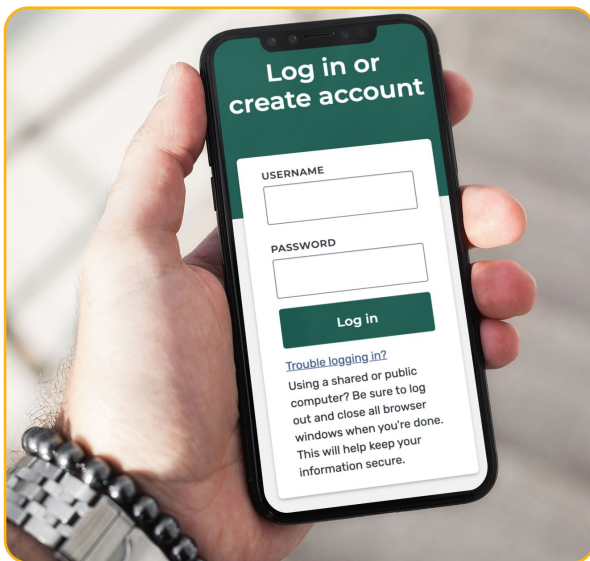 Log in or
create account
USERNAME
PASSWORD
Log in
Trouble logging in?
Using a shared or public
computer? Be sure to log
out and close all browser
windows when you're done.
This will help keep your
information secure.